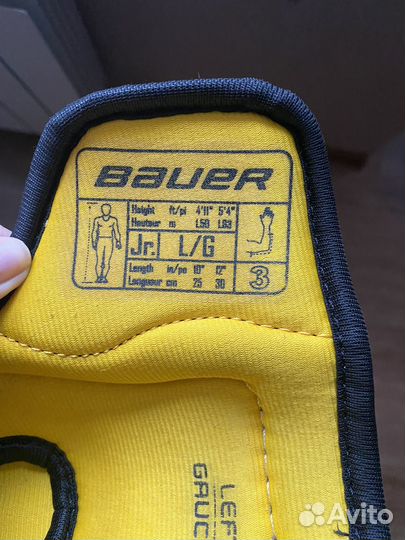 BAUER
Height ft/pi 4'11" 5'4"
Hauteur m 1.50 1.63
Jr. L/G
Length in/po 10" 12"
Longueur cm 25 30
3
LEF
GAUC
Avito